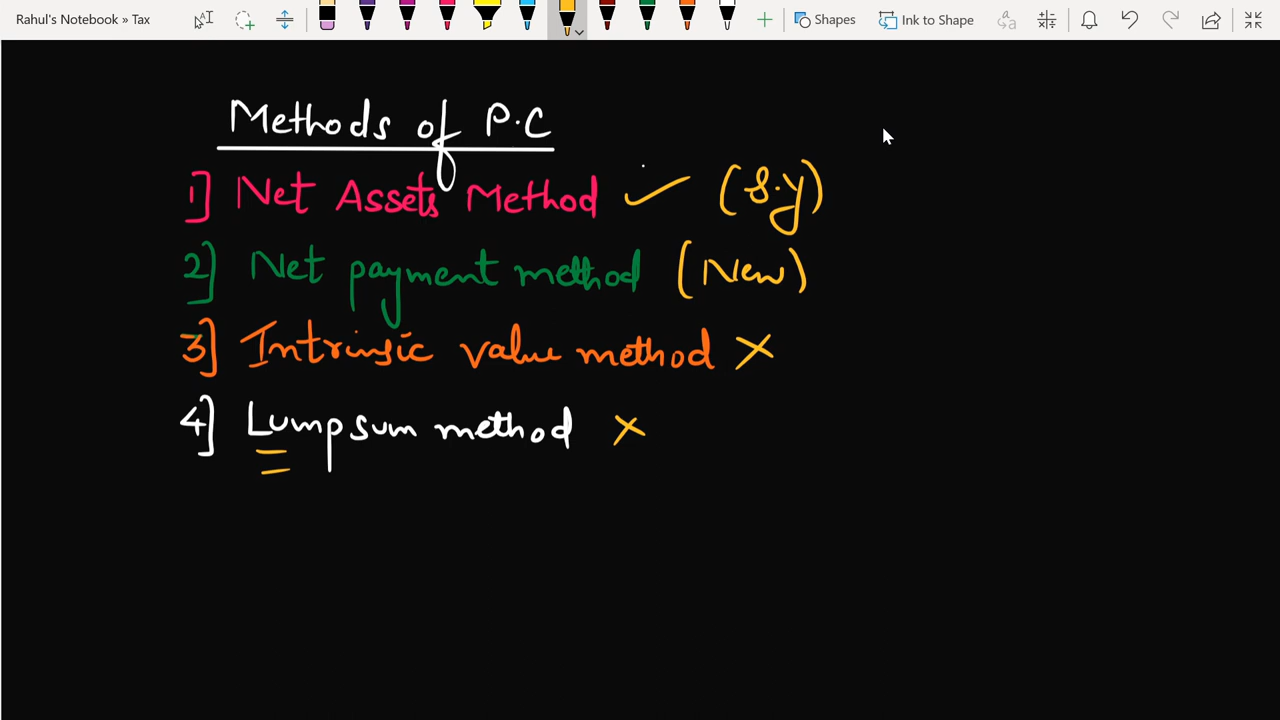 Rahul's Notebook » Tax
Shapes
Ink to Shape
Methods of P.C
1] Net Assets Method ✓ (S.y)
2] Net payment method (New)
3] Intrinsic value method ×
4] Lumpsum method ×